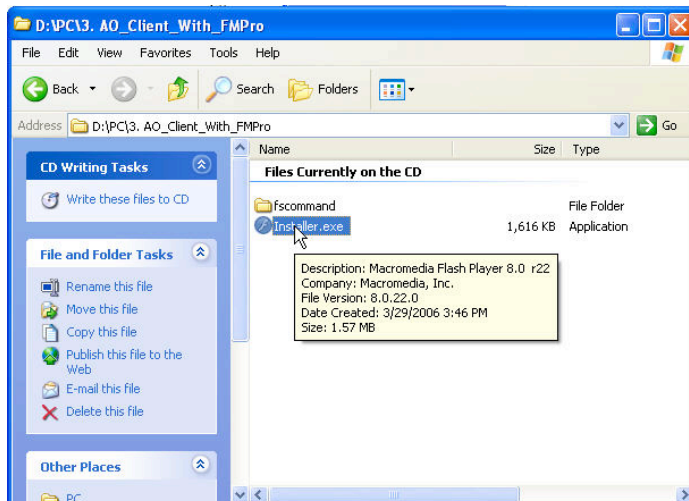 D:\PC\3. AO_Client_With_FMPro
File Edit View Favorites Tools Help
Back Search Folders
Address D:\PC\3. AO_Client_With_FMPro Go
Name Size Type
CD Writing Tasks
Write these files to CD
File and Folder Tasks
Rename this file
Move this file
Copy this file
Publish this file to the
Web
E-mail this file
Delete this file
Other Places
PC
Files Currently on the CD
fscommand File Folder
Installer.exe 1,616 KB Application
Description: Macromedia Flash Player 8.0 r22
Company: Macromedia, Inc.
File Version: 8.0.22.0
Date Created: 3/29/2006 3:46 PM
Size: 1.57 MB